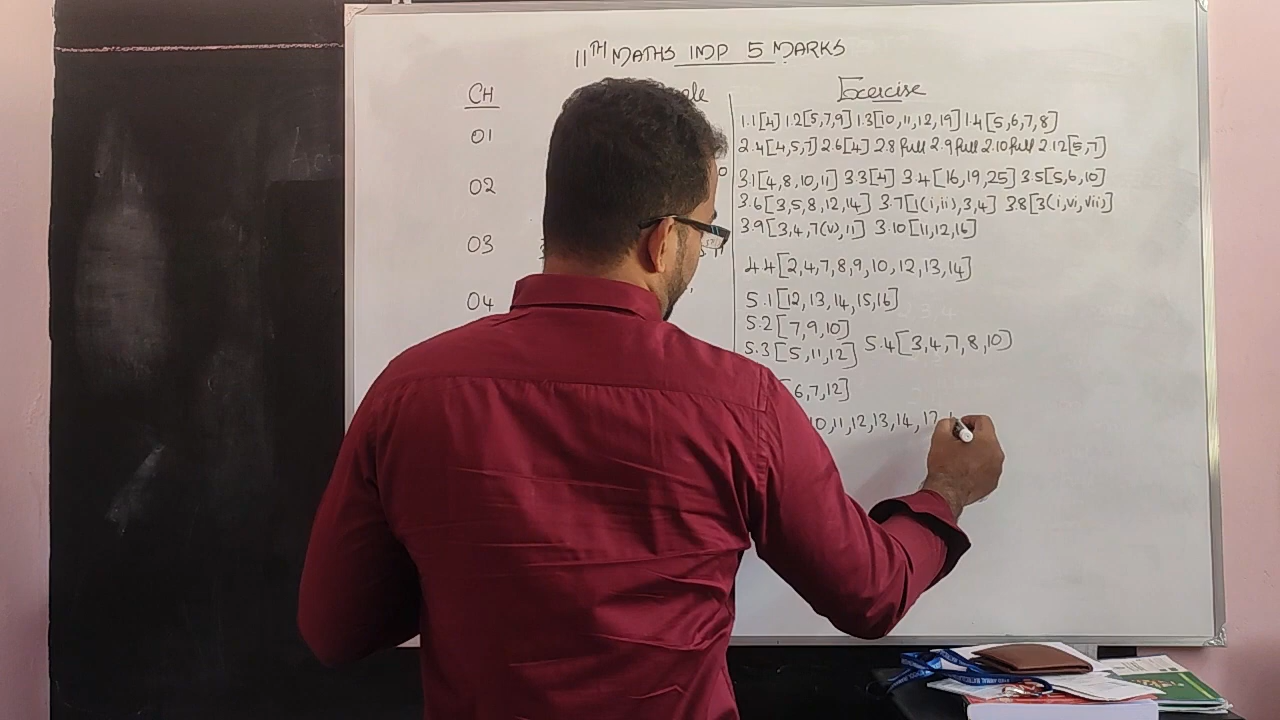 11TH MATHS IMP 5 MARKS
CH Exercise
01 1.1[4] 1.2[5,7,9] 1.3[10,11,12,19] 1.4[5,6,7,8]
2.4[4,5,7] 2.6[4] 2.8 full 2.9 full 2.10 full 2.12[5,7]
02 3.1[4,8,10,11] 3.3[4] 3.4[16,19,25] 3.5[5,6,10]
3.6[3,5,8,12,14] 3.7[1(i,ii),3,4] 3.8[3(i,vi,vii)]
03 3.9[3,4,7(v),11] 3.10[11,12,16]
4.4[2,4,7,8,9,10,12,13,14]
04 5.1[12,13,14,15,16]
5.2[7,9,10]
5.3[5,11,12] 5.4[3,4,7,8,10]
6,7,12]
10,11,12,13,14,17,